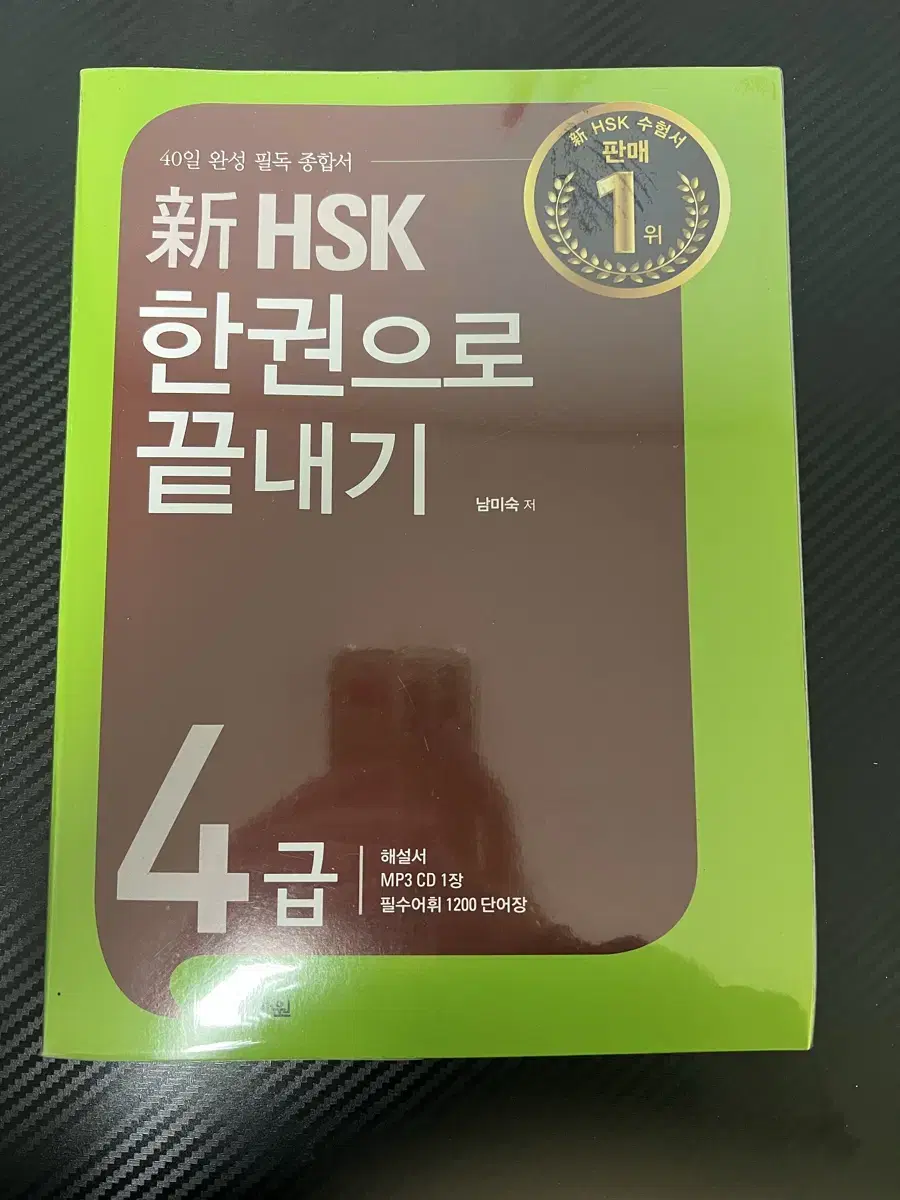 40일 완성 필독 종합서
新 HSK 수험서
판매
1위
新 HSK
한권으로
끝내기
남미숙 저
4급
해설서
MP3 CD 1장
필수어휘 1200 단어장